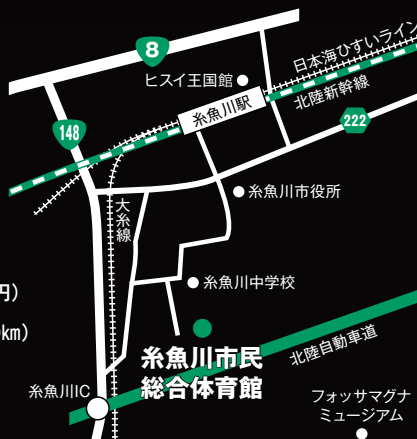 8
日本海ひすいライン
ヒスイ王国館
北陸新幹線
糸魚川駅
148
222
糸魚川市役所
大糸線
糸魚川中学校
円）
km）
糸魚川市民
総合体育館
北陸自動車道
糸魚川IC
フォッサマグナ
ミュージアム